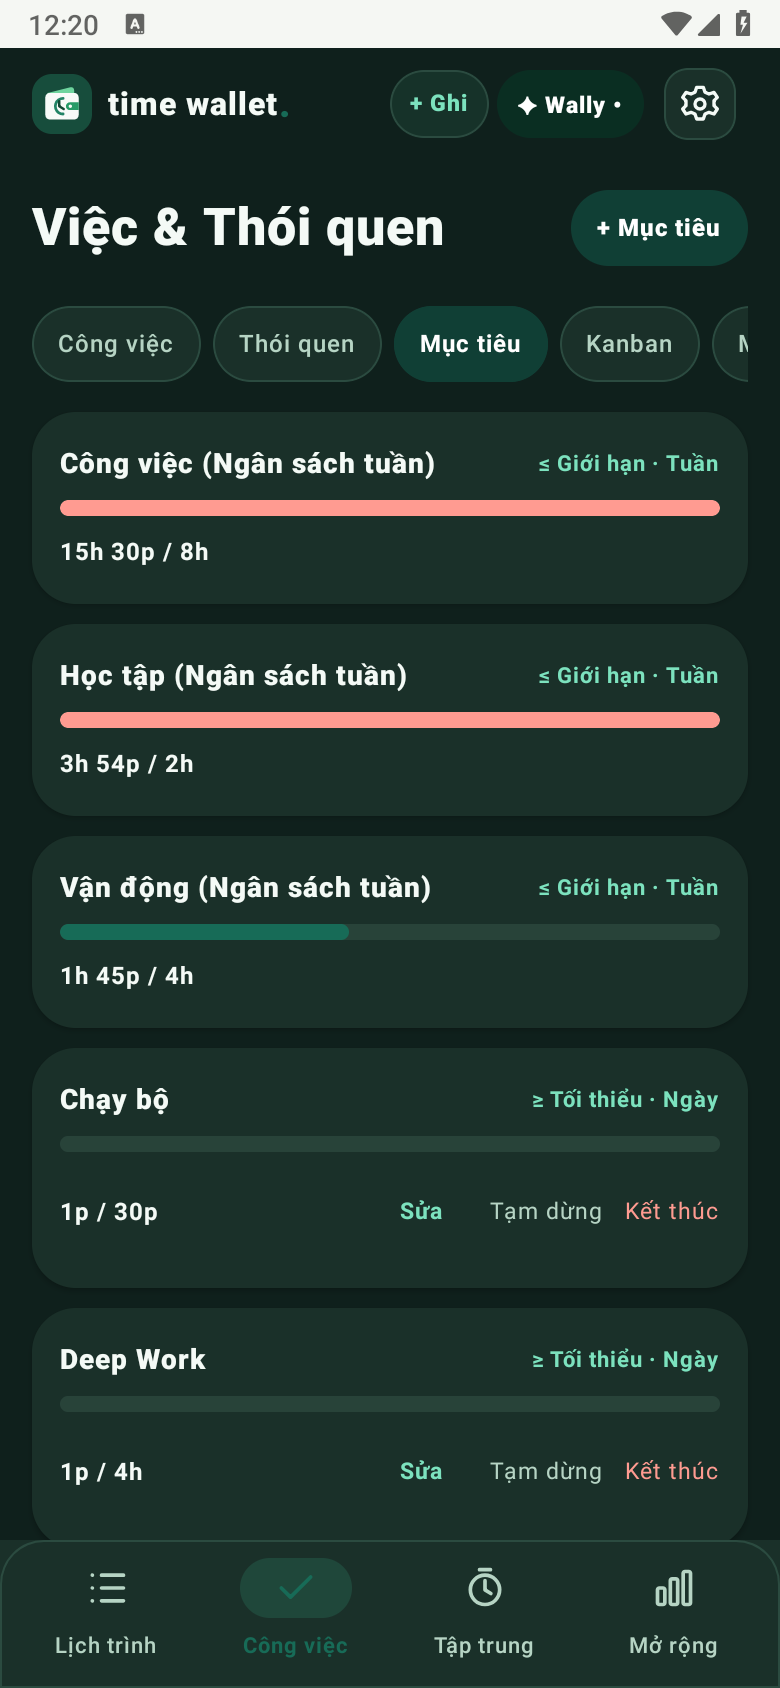 12:20
time wallet.
+ Ghi
✦ Wally •
Việc & Thói quen
+ Mục tiêu
Công việc
Thói quen
Mục tiêu
Kanban
Công việc (Ngân sách tuần)
≤ Giới hạn · Tuần
15h 30p / 8h
Học tập (Ngân sách tuần)
≤ Giới hạn · Tuần
3h 54p / 2h
Vận động (Ngân sách tuần)
≤ Giới hạn · Tuần
1h 45p / 4h
Chạy bộ
≥ Tối thiểu · Ngày
1p / 30p
Sửa
Tạm dừng
Kết thúc
Deep Work
≥ Tối thiểu · Ngày
1p / 4h
Sửa
Tạm dừng
Kết thúc
Lịch trình
Công việc
Tập trung
Mở rộng